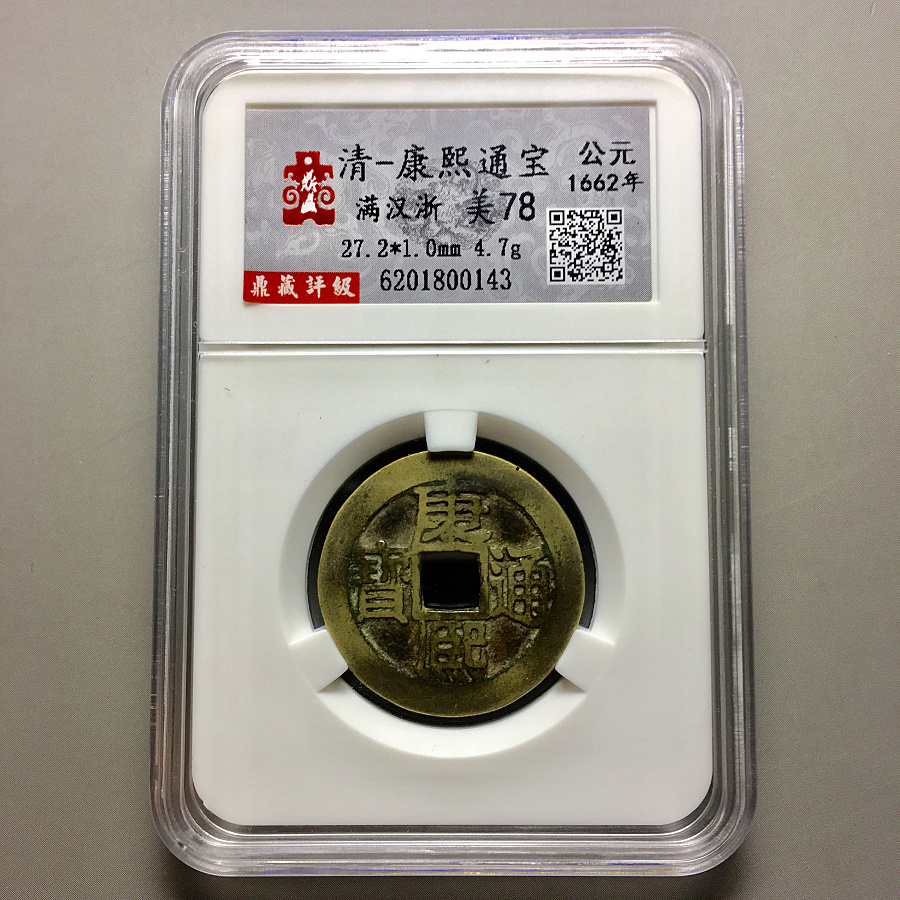 清-康熙通宝
公元
1662年
满汉浙 美78
27.2*1.0mm 4.7g
鼎藏評級 6201800143
康
寶 通
熙